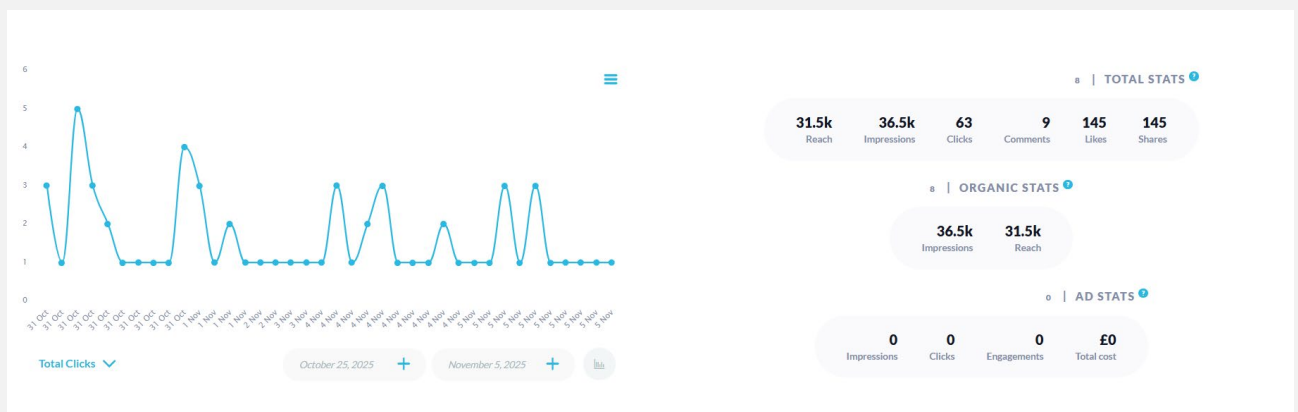 6
5
4
3
2
1
0
31 Oct 31 Oct 31 Oct 31 Oct 31 Oct 31 Oct 31 Oct 31 Oct 31 Oct 31 Oct 1 Nov 1 Nov 1 Nov 1 Nov 2 Nov 2 Nov 3 Nov 3 Nov 4 Nov 4 Nov 4 Nov 4 Nov 4 Nov 4 Nov 4 Nov 4 Nov 4 Nov 4 Nov 5 Nov 5 Nov 5 Nov 5 Nov 5 Nov 5 Nov 5 Nov 5 Nov 5 Nov 5 Nov
Total Clicks
October 25, 2025 +
November 5, 2025 +
8 | TOTAL STATS ?
31.5k 36.5k 63 9 145 145
Reach Impressions Clicks Comments Likes Shares
8 | ORGANIC STATS ?
36.5k 31.5k
Impressions Reach
0 | AD STATS ?
0 0 0 £0
Impressions Clicks Engagements Total cost